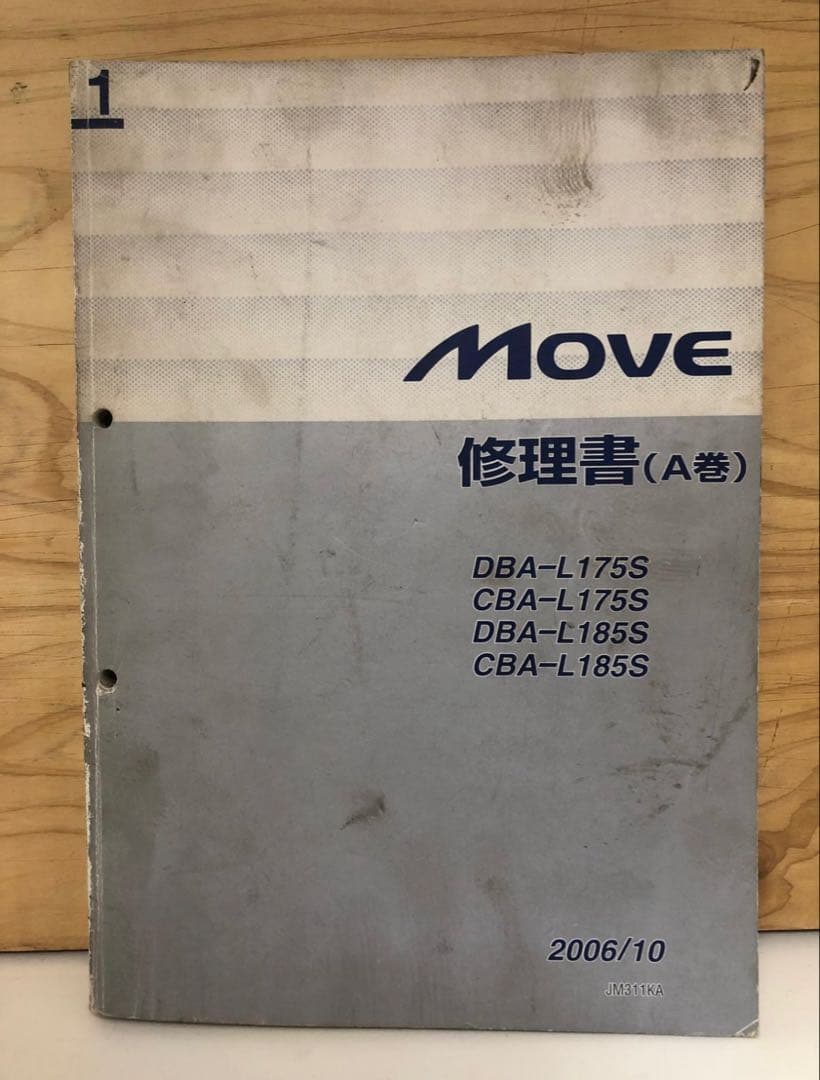 1
MOVE
修理書(A巻)
DBA-L175S
CBA-L175S
DBA-L185S
CBA-L185S
2006/10
JM311KA